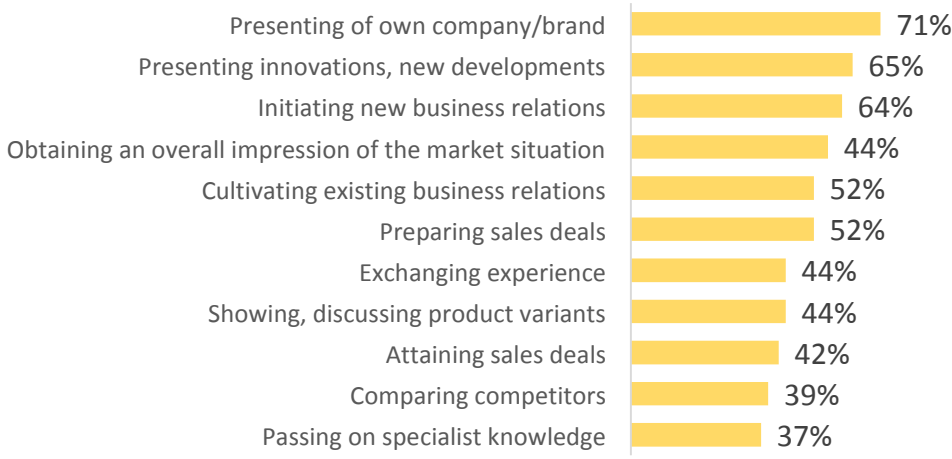 Presenting of own company/brand 71%
Presenting innovations, new developments 65%
Initiating new business relations 64%
Obtaining an overall impression of the market situation 44%
Cultivating existing business relations 52%
Preparing sales deals 52%
Exchanging experience 44%
Showing, discussing product variants 44%
Attaining sales deals 42%
Comparing competitors 39%
Passing on specialist knowledge 37%